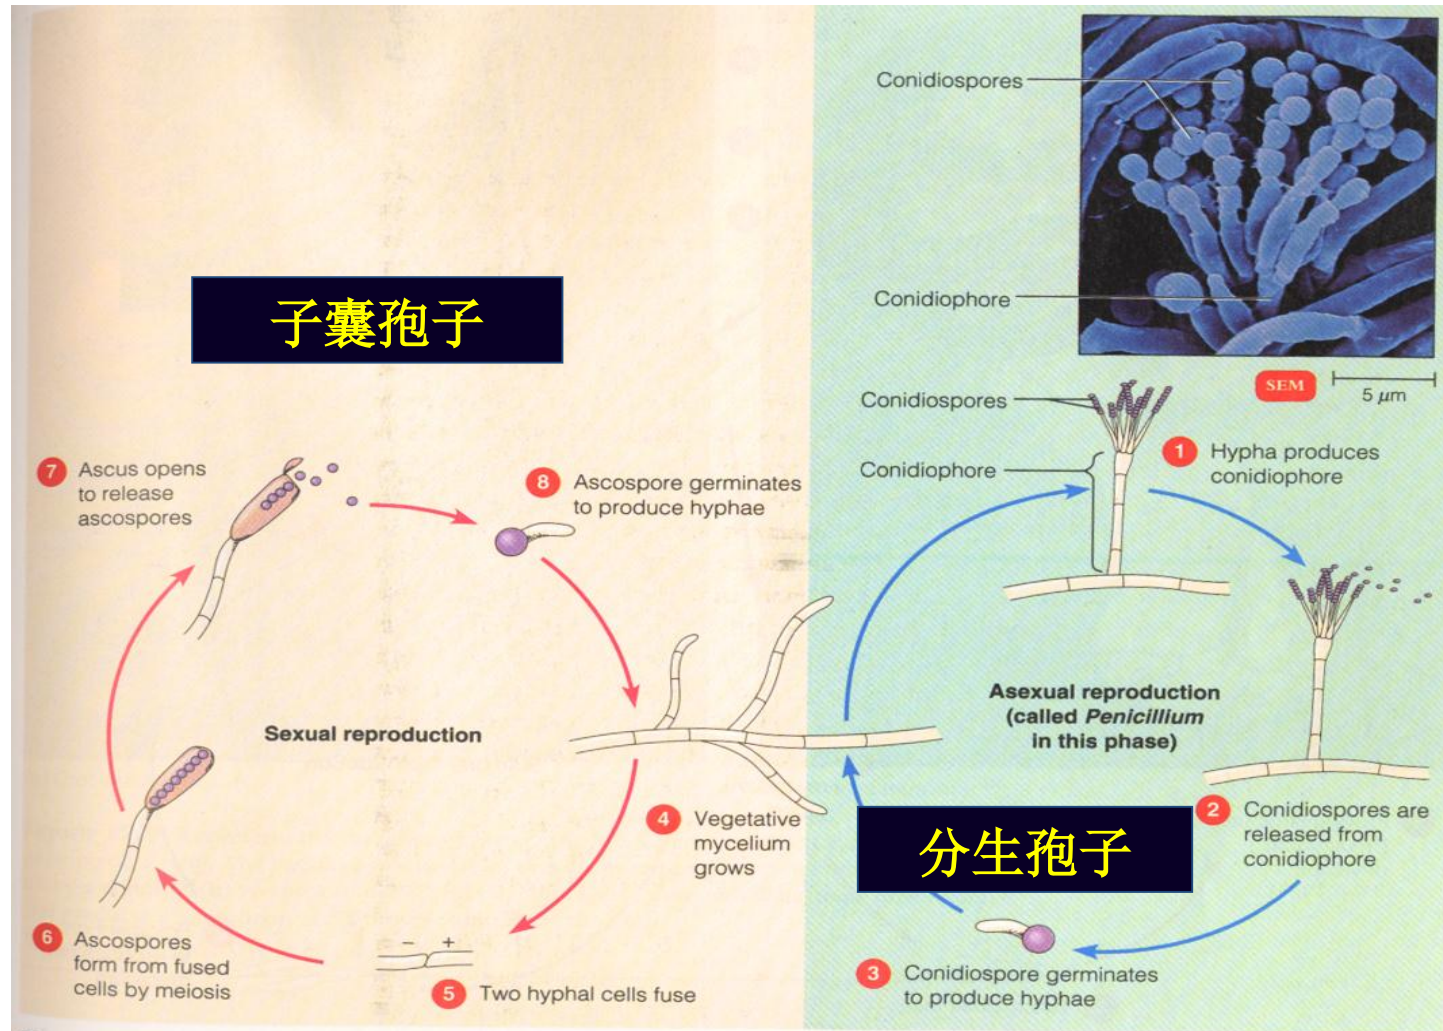 子囊孢子
7
Ascus opens
to release
ascospores
8
Ascospore germinates
to produce hyphae
Sexual reproduction
4
Vegetative
mycelium
grows
6
Ascospores
form from fused
cells by meiosis
− +
5
Two hyphal cells fuse
Conidiospores
Conidiophore
SEM
5 μm
Conidiospores
Conidiophore
1
Hypha produces
conidiophore
Asexual reproduction
(called Penicillium
in this phase)
分生孢子
2
Conidiospores are
released from
conidiophore
3
Conidiospore germinates
to produce hyphae